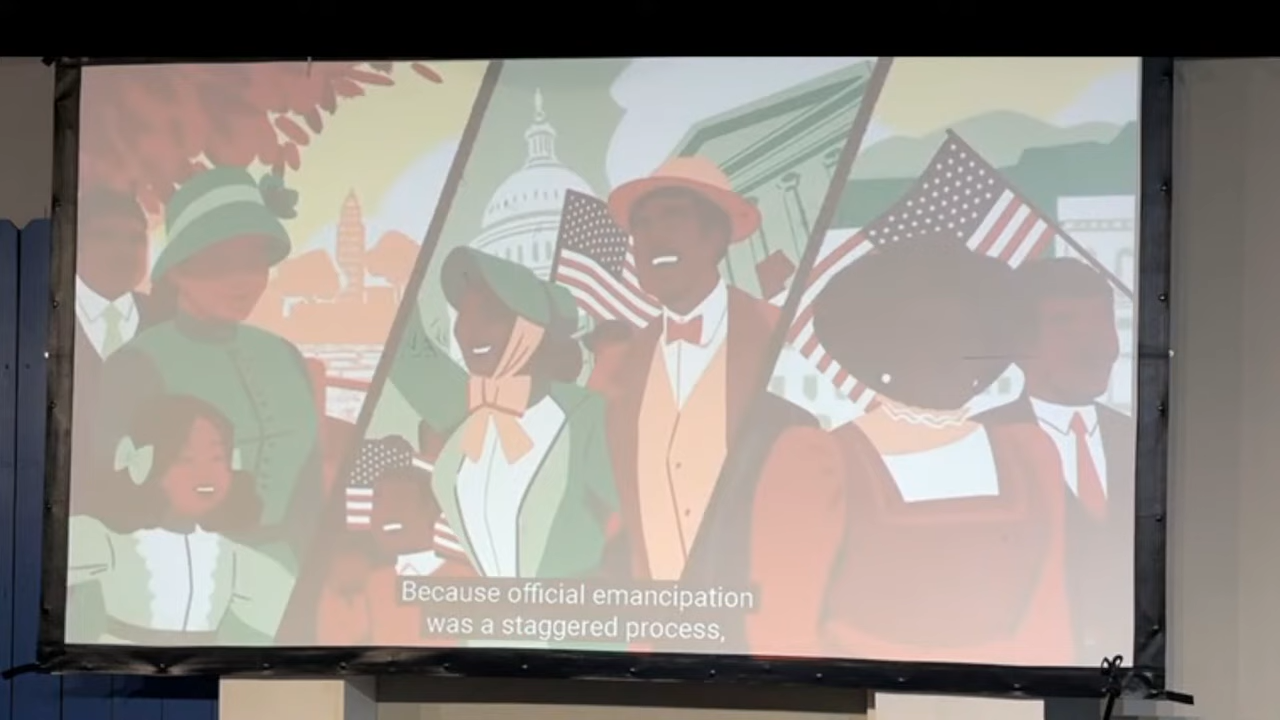 Because official emancipation
was a staggered process,